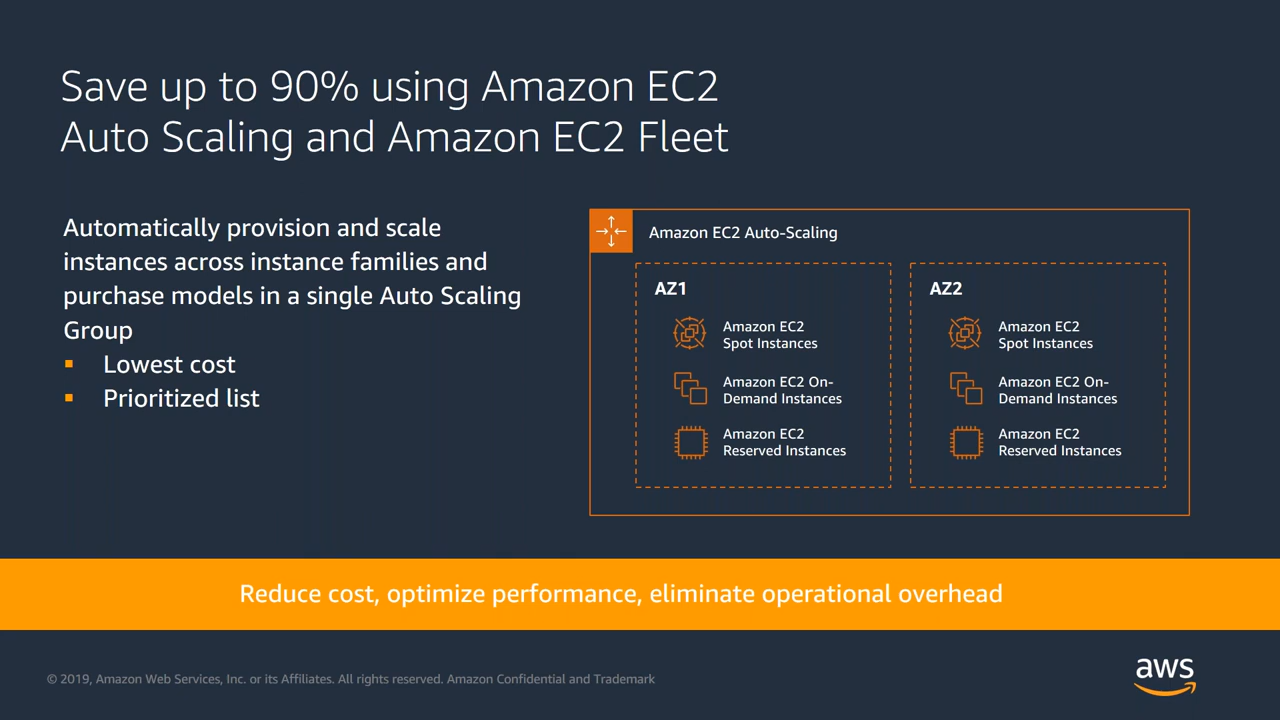 Save up to 90% using Amazon EC2
Auto Scaling and Amazon EC2 Fleet
Automatically provision and scale
instances across instance families and
purchase models in a single Auto Scaling
Group
▪ Lowest cost
▪ Prioritized list
Amazon EC2 Auto-Scaling
AZ1
Amazon EC2
Spot Instances
Amazon EC2 On-
Demand Instances
Amazon EC2
Reserved Instances
AZ2
Amazon EC2
Spot Instances
Amazon EC2 On-
Demand Instances
Amazon EC2
Reserved Instances
Reduce cost, optimize performance, eliminate operational overhead
© 2019, Amazon Web Services, Inc. or its Affiliates. All rights reserved. Amazon Confidential and Trademark
aws